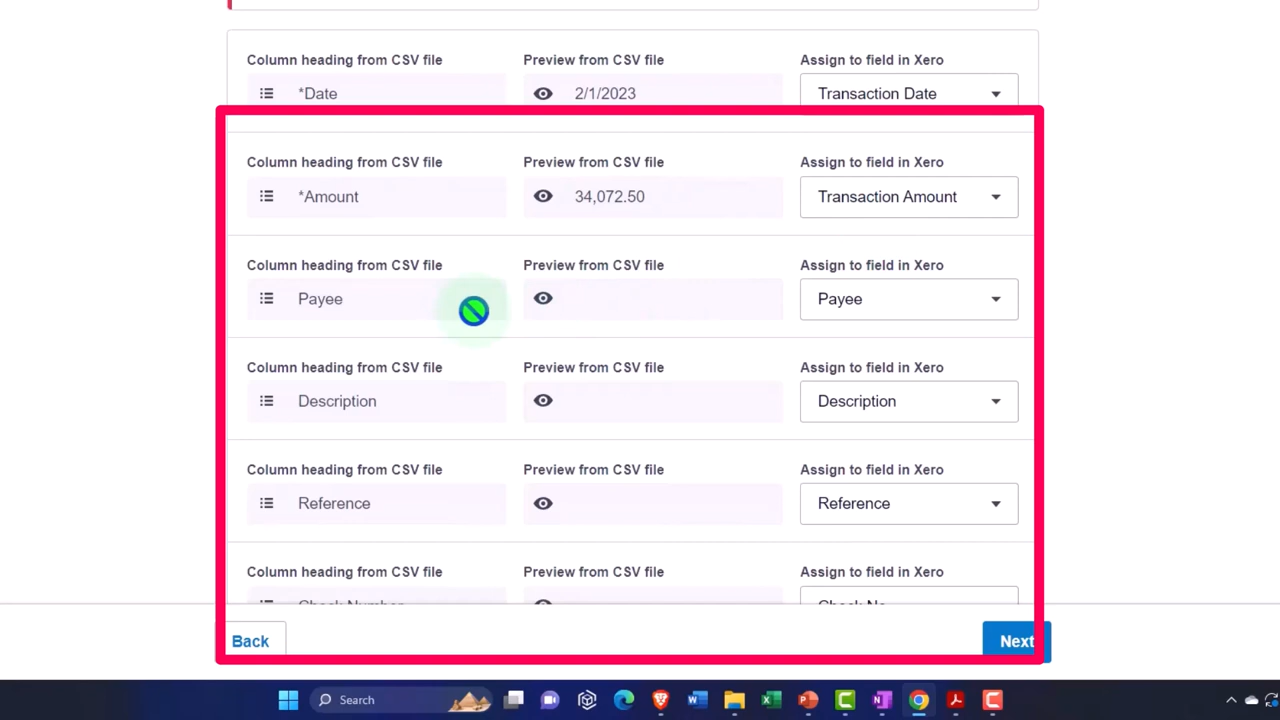 Column heading from CSV file Preview from CSV file Assign to field in Xero
*Date 2/1/2023 Transaction Date
Column heading from CSV file Preview from CSV file Assign to field in Xero
*Amount 34,072.50 Transaction Amount
Column heading from CSV file Preview from CSV file Assign to field in Xero
Payee Payee
Column heading from CSV file Preview from CSV file Assign to field in Xero
Description Description
Column heading from CSV file Preview from CSV file Assign to field in Xero
Reference Reference
Column heading from CSV file Preview from CSV file Assign to field in Xero
Check Number Check No
Back Next
Search